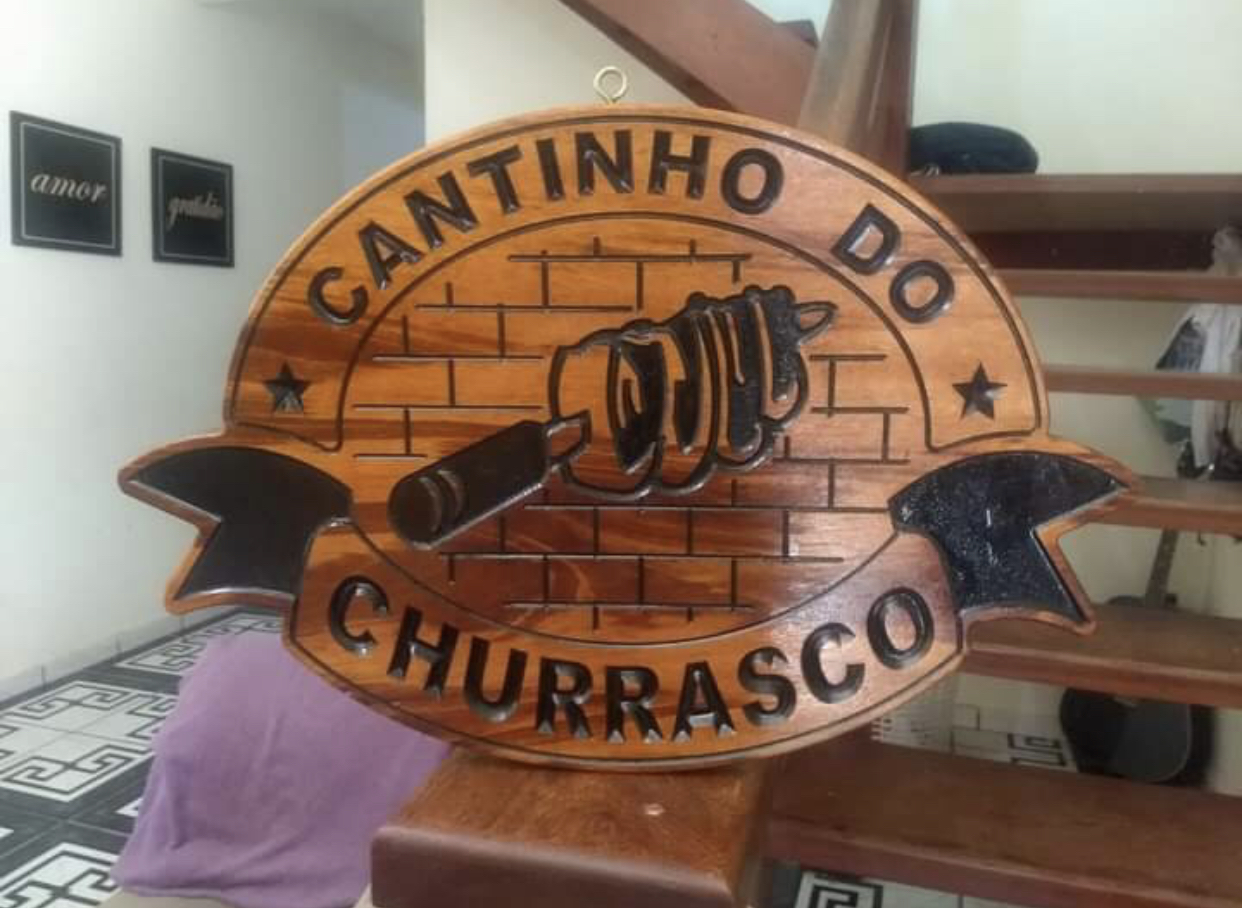 CANTINHO DO
CHURRASCO
amor
gratidão